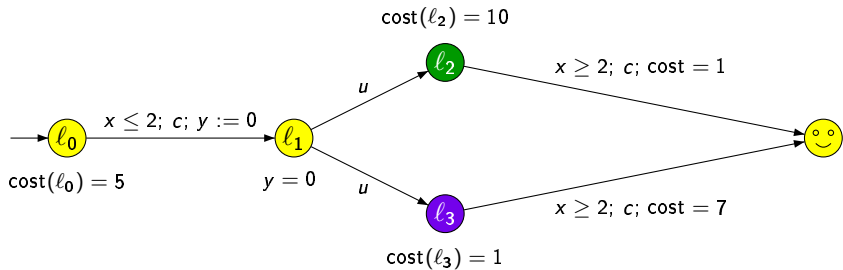 cost(ℓ₂) = 10
ℓ₂
x ≥ 2; c; cost = 1
u
x ≤ 2; c; y := 0
ℓ₀
ℓ₁
cost(ℓ₀) = 5
y = 0
u
ℓ₃
x ≥ 2; c; cost = 7
cost(ℓ₃) = 1